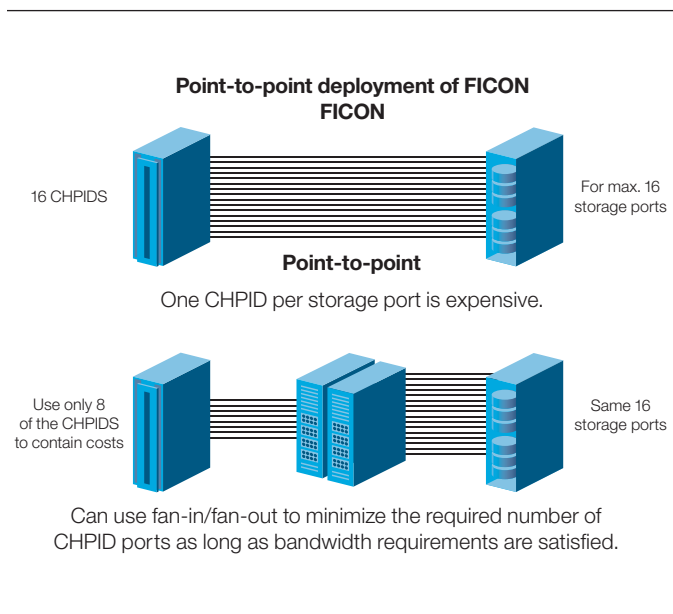 Point-to-point deployment of FICON
FICON
16 CHPIDS
For max. 16
storage ports
Point-to-point
One CHPID per storage port is expensive.
Use only 8
of the CHPIDS
to contain costs
Same 16
storage ports
Can use fan-in/fan-out to minimize the required number of
CHPID ports as long as bandwidth requirements are satisfied.